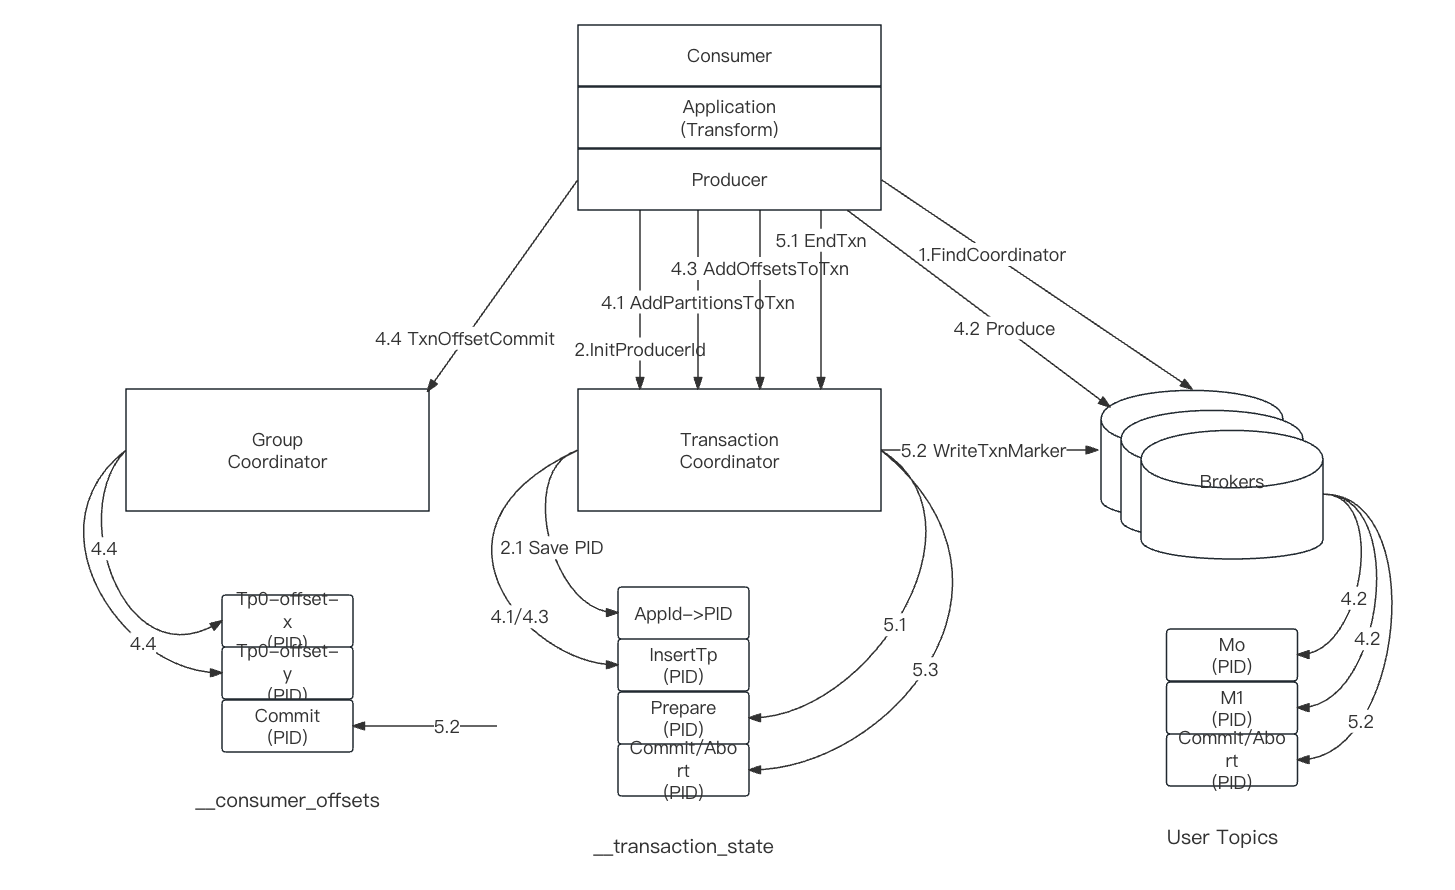 Consumer
Application
(Transform)
Producer
5.1 EndTxn
1.FindCoordinator
4.3 AddOffsetsToTxn
4.1 AddPartitionsToTxn
4.2 Produce
4.4 TxnOffsetCommit
2.InitProducerId
Group
Coordinator
Transaction
Coordinator
5.2 WriteTxnMarker
Brokers
4.4
2.1 Save PID
4.1/4.3
4.4
5.1
5.3
4.2
4.2
5.2
Tp0-offset-
x
(PID)
Tp0-offset-
y
(PID)
Commit
(PID)
5.2
AppId->PID
InsertTp
(PID)
Prepare
(PID)
Commit/Abo
rt
(PID)
Mo
(PID)
M1
(PID)
Commit/Abo
rt
(PID)
__consumer_offsets
__transaction_state
User Topics